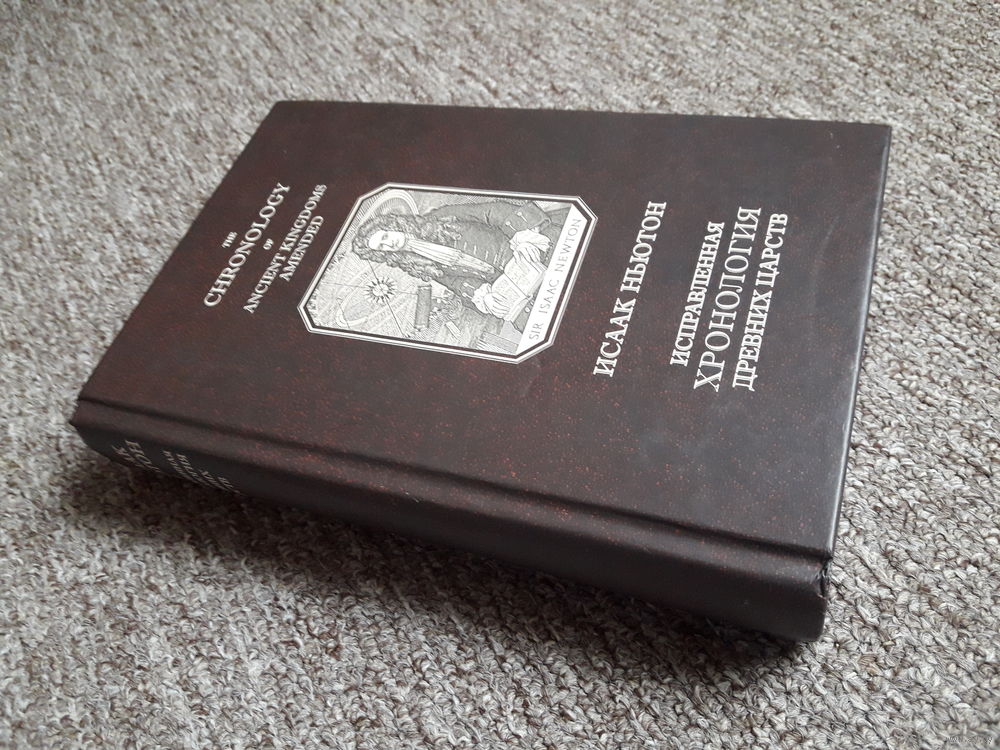 THE
CHRONOLOGY
OF
ANCIENT KINGDOMS
AMENDED
SIR ISAAC NEWTON
ИСААК НЬЮТОН
ИСПРАВЛЕННАЯ
ХРОНОЛОГИЯ
ДРЕВНИХ ЦАРСТВ